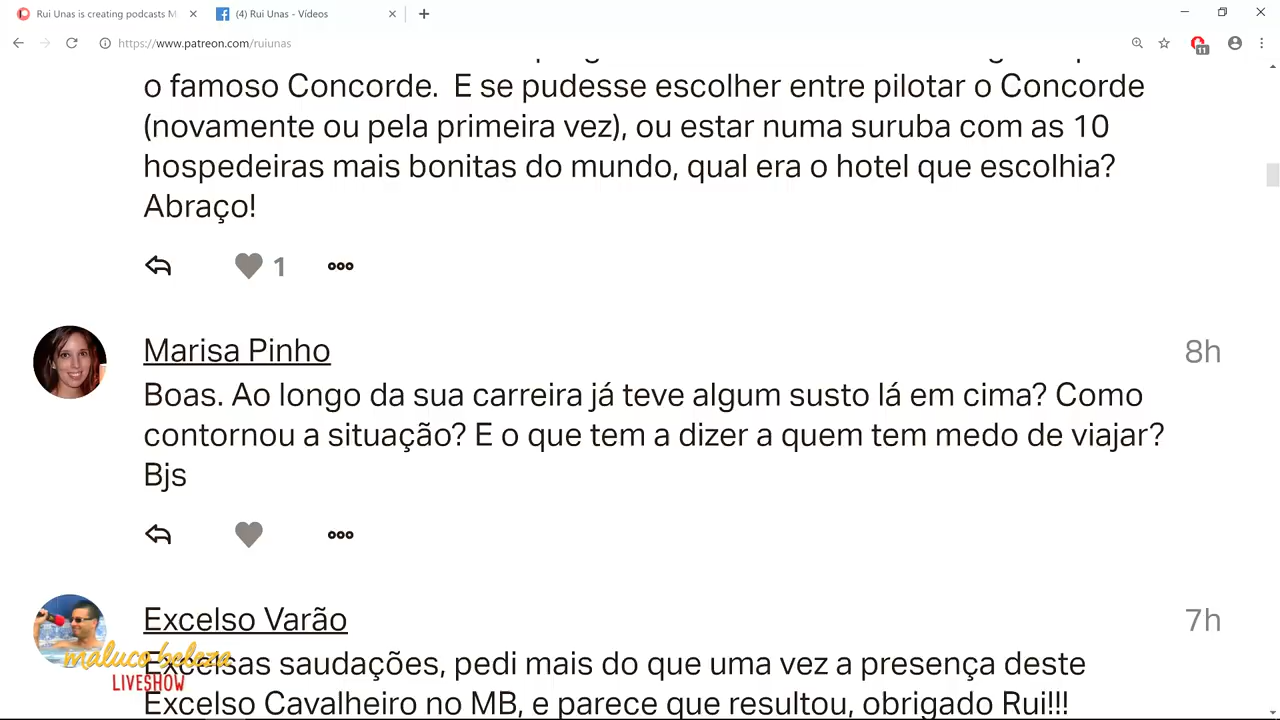 Rui Unas is creating podcasts M
(4) Rui Unas - Vídeos
https://www.patreon.com/ruiunas
11
o famoso Concorde. E se pudesse escolher entre pilotar o Concorde
(novamente ou pela primeira vez), ou estar numa suruba com as 10
hospedeiras mais bonitas do mundo, qual era o hotel que escolhia?
Abraço!
1
Marisa Pinho
8h
Boas. Ao longo da sua carreira já teve algum susto lá em cima? Como
contornou a situação? E o que tem a dizer a quem tem medo de viajar?
Bjs
Excelso Varão
7h
Excelsas saudações, pedi mais do que uma vez a presença deste
Excelso Cavalheiro no MB, e parece que resultou, obrigado Rui!!!
maluco beleza
LIVESHOW